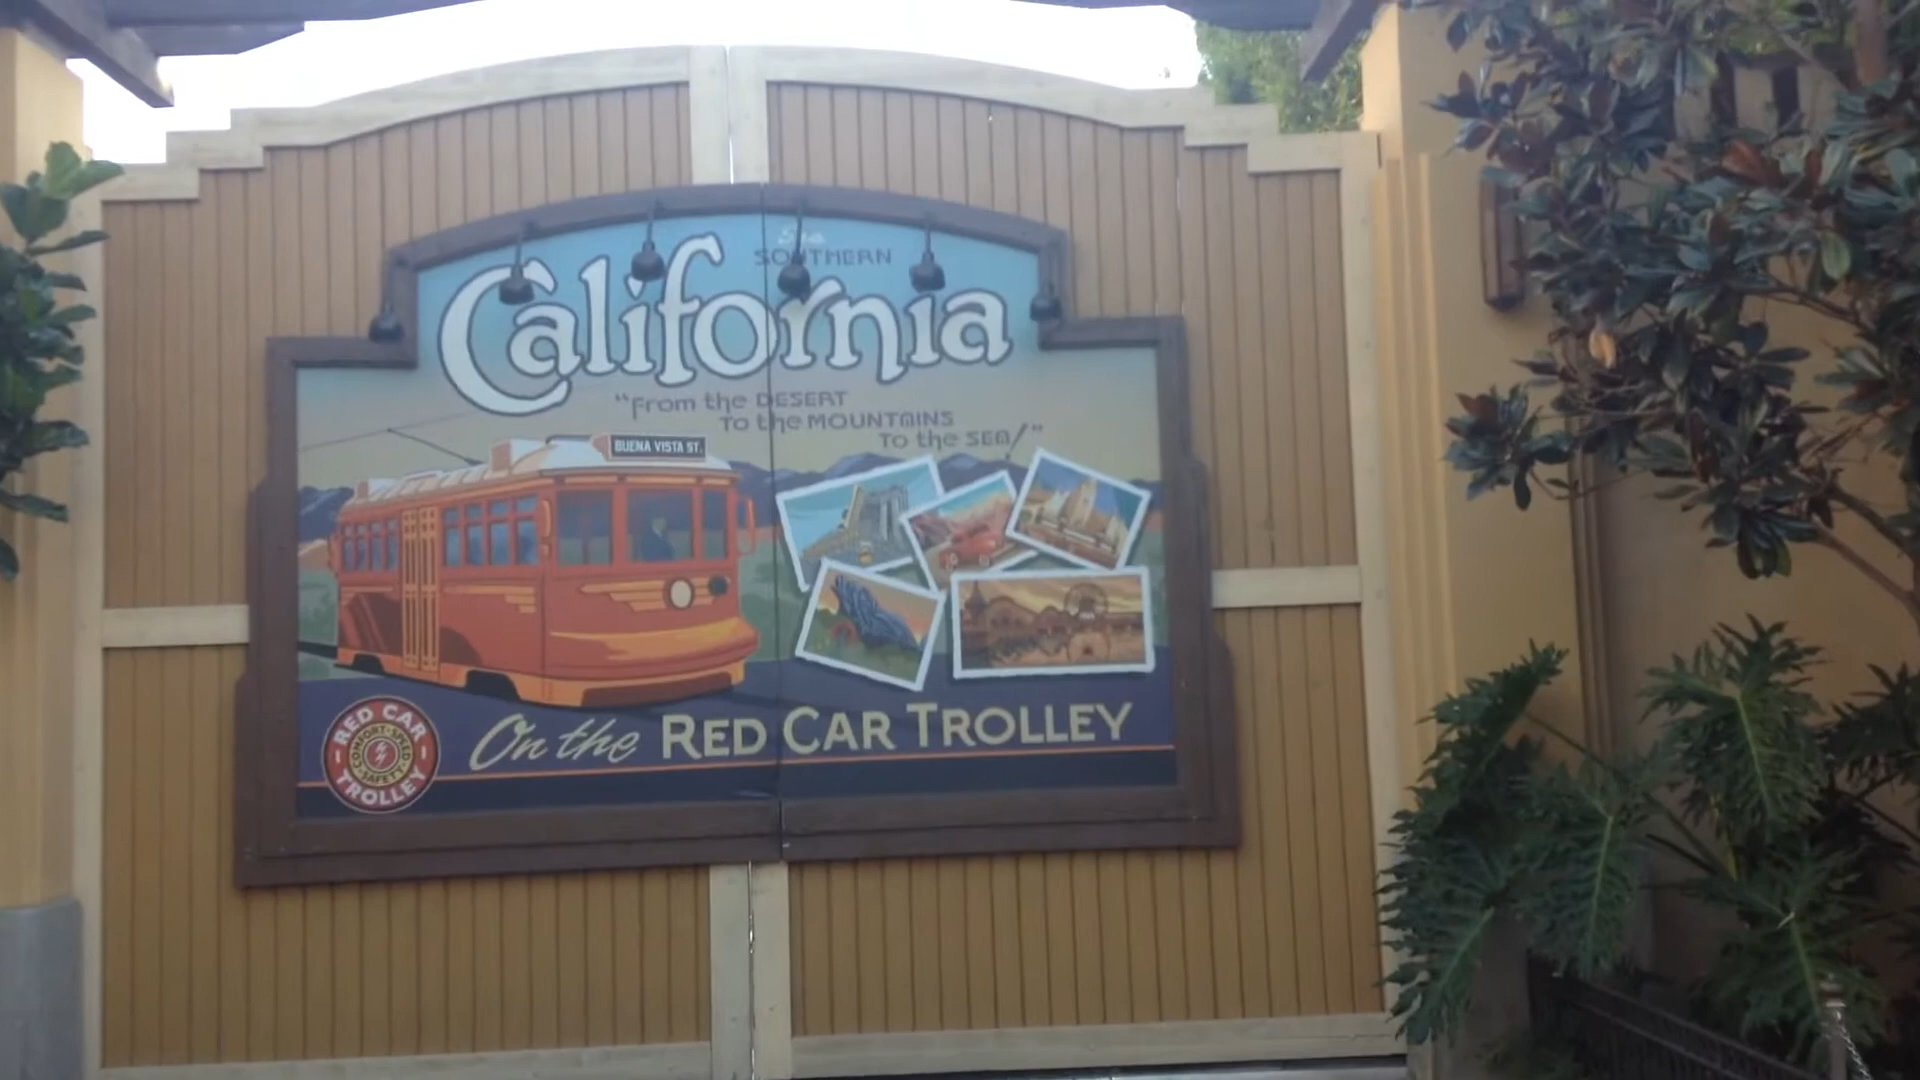 See
SOUTHERN
California
"From the DESERT
To the MOUNTAINS
To the SEA!"
BUENA VISTA ST.
On the RED CAR TROLLEY
RED CAR
TROLLEY
COMFORT-SPEED
-SAFETY-